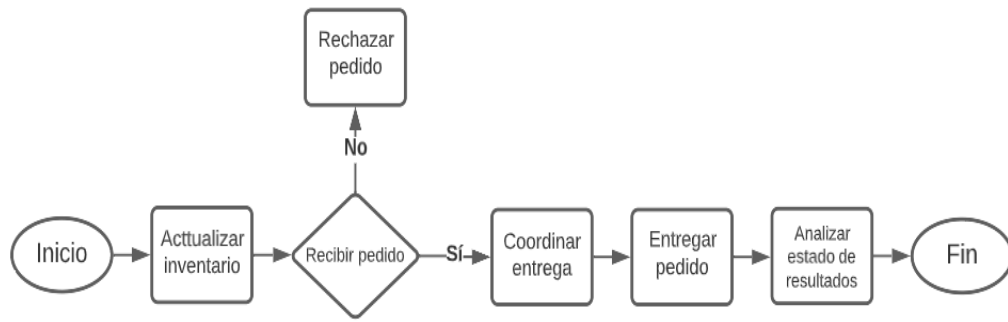 Rechazar
pedido
No
Inicio
Acttualizar
inventario
Recibir pedido
Sí
Coordinar
entrega
Entregar
pedido
Analizar
estado de
resultados
Fin